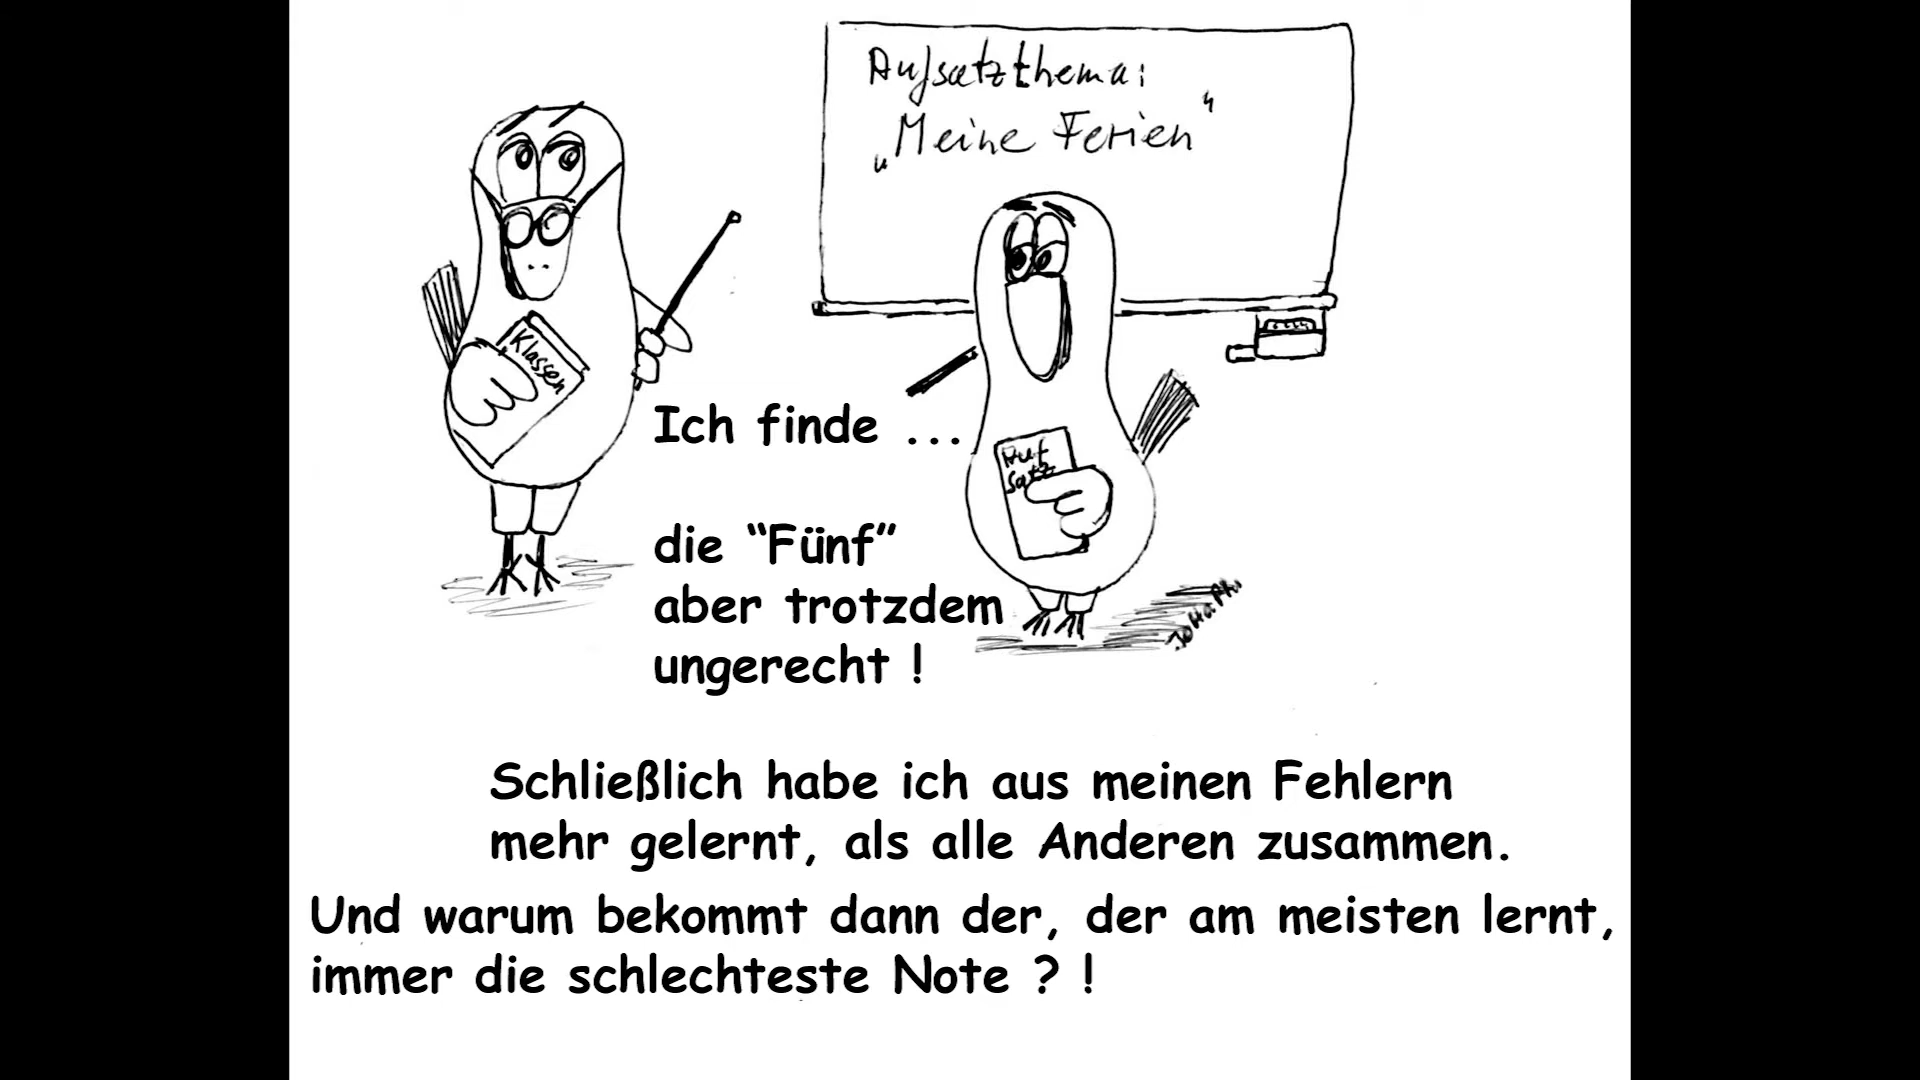 Aufsatzthema:
„Meine Ferien“
Klassen
Auf
satz
Ich finde ...
die “Fünf”
aber trotzdem
ungerecht !
JoHaPhi
Schließlich habe ich aus meinen Fehlern
mehr gelernt, als alle Anderen zusammen.
Und warum bekommt dann der, der am meisten lernt,
immer die schlechteste Note ? !